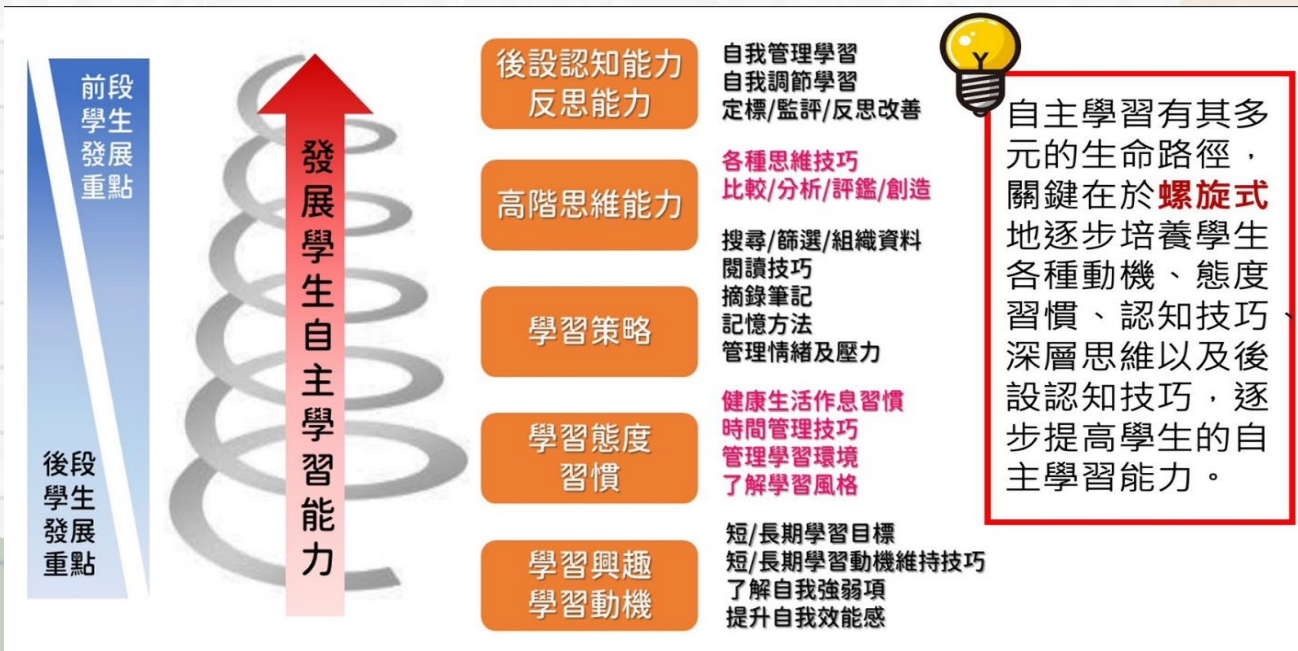 前段
學生
發展
重點
後段
學生
發展
重點
發展學生自主學習能力
後設認知能力
反思能力
自我管理學習
自我調節學習
定標/監評/反思改善
高階思維能力
各種思維技巧
比較/分析/評鑑/創造
學習策略
搜尋/篩選/組織資料
閱讀技巧
摘錄筆記
記憶方法
管理情緒及壓力
學習態度
習慣
健康生活作息習慣
時間管理技巧
管理學習環境
了解學習風格
學習興趣
學習動機
短/長期學習目標
短/長期學習動機維持技巧
了解自我強弱項
提升自我效能感
自主學習有其多
元的生命路徑，
關鍵在於螺旋式
地逐步培養學生
各種動機、態度
習慣、認知技巧、
深層思維以及後
設認知技巧，逐
步提高學生的自
主學習能力。